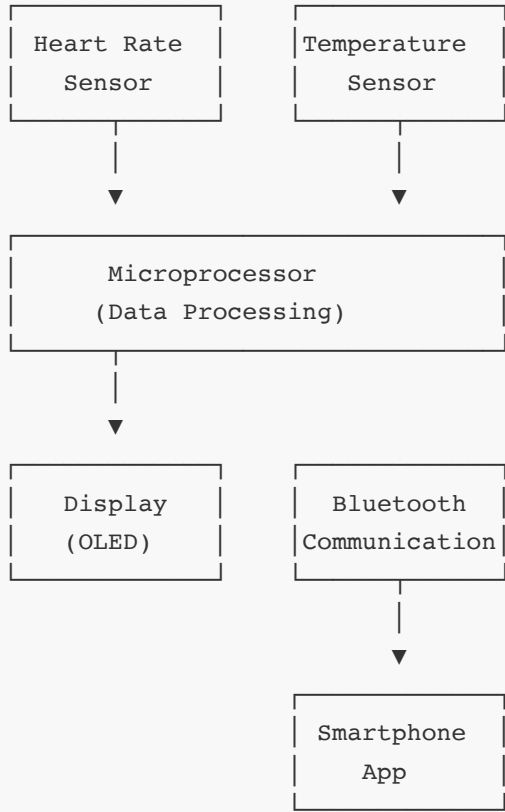 Heart Rate
Sensor
Temperature
Sensor
Microprocessor
(Data Processing)
Display
(OLED)
Bluetooth
Communication
Smartphone
App